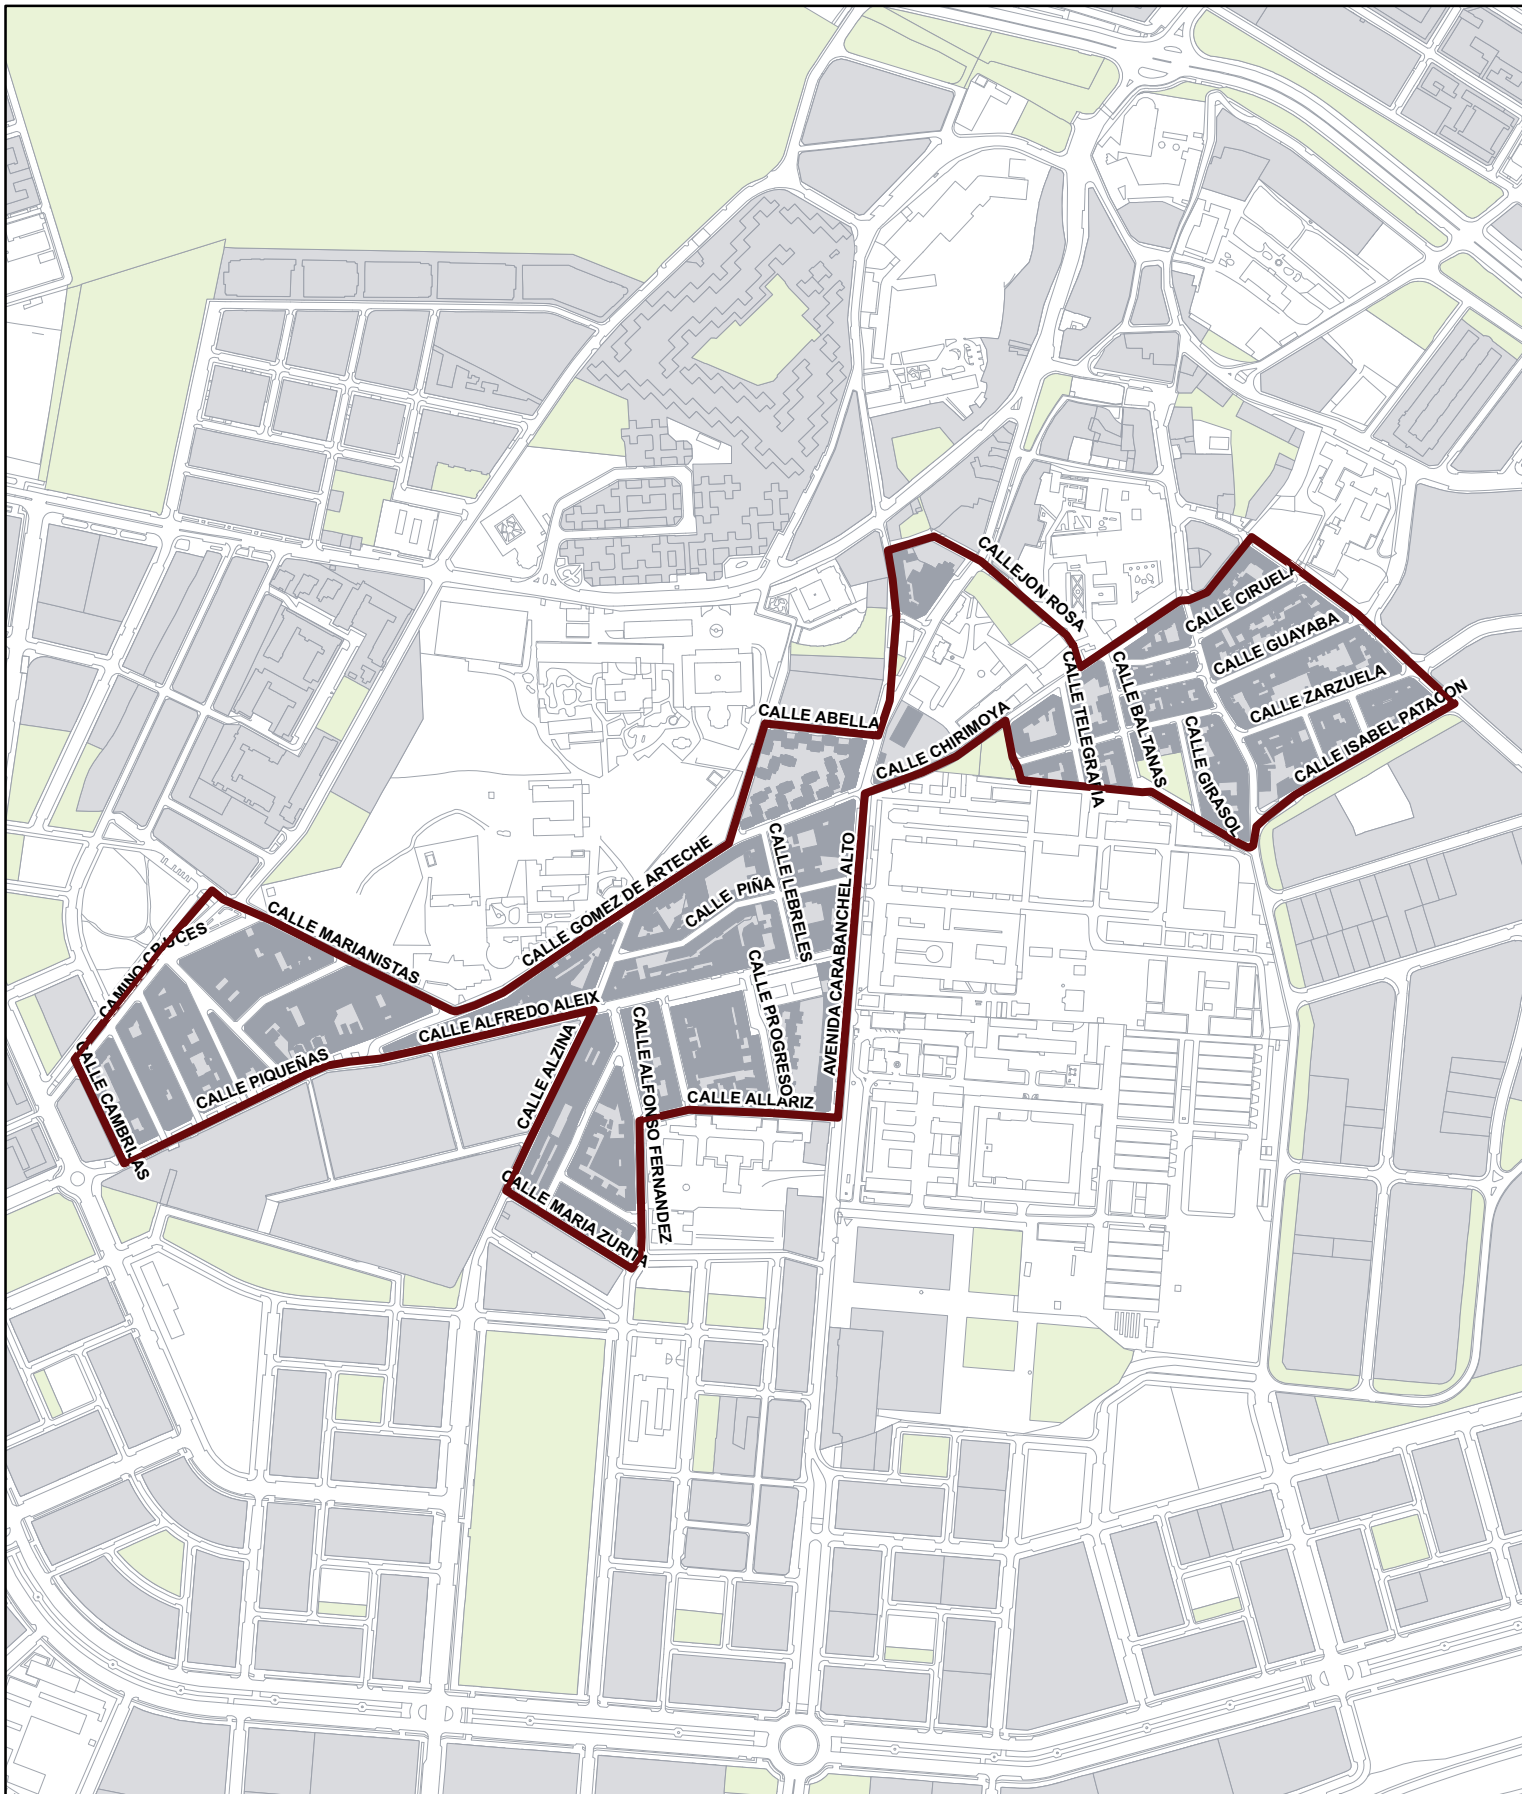 CALLEJON ROSA
CALLE CIRUELA
CALLE GUAYABA
CALLE ZARZUELA
CALLE ISABEL PATACON
CALLE TELEGRAFIA
CALLE BALTANAS
CALLE GIRASOL
CALLE ABELLA
CALLE CHIRIMOYA
CALLE GOMEZ DE ARTECHE
CALLE LEBRELES
CALLE PIÑA
AVENIDA CARABANCHEL ALTO
CALLE MARIANISTAS
CAMINO CRUCES
CALLE ALFREDO ALEIX
CALLE PROGRESO
CALLE PIQUEÑAS
CALLE CAMBRIJAS
CALLE ALZINA
CALLE ALFONSO FERNANDEZ
CALLE ALLARIZ
CALLE MARIA ZURITA